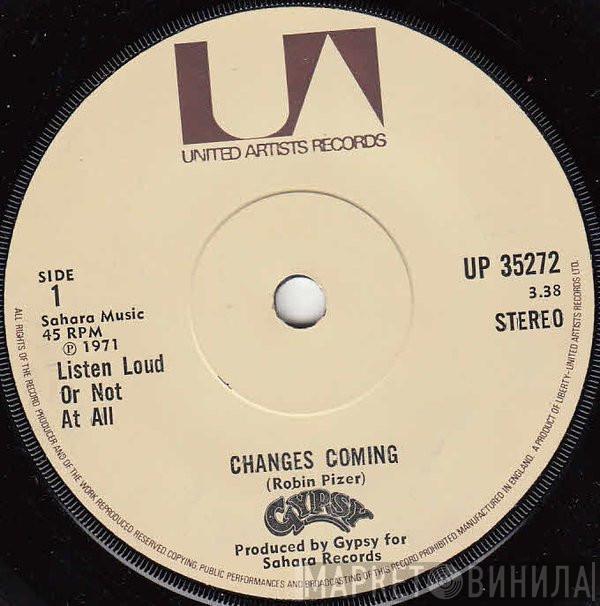 UA
UNITED ARTISTS RECORDS
SIDE
1
Sahara Music
45 RPM
Ⓟ 1971
Listen Loud
Or Not
At All
UP 35272
3.38
STEREO
CHANGES COMING
(Robin Pizer)
GYPSY
Produced by Gypsy for
Sahara Records
ALL RIGHTS OF THE RECORD PRODUCER AND OF THE OWNER OF THE WORK REPRODUCED RESERVED. COPYING, PUBLIC PERFORMANCES AND BROADCASTING OF THIS RECORD PROHIBITED. MANUFACTURED IN ENGLAND. A PRODUCT OF LIBERTY-UNITED ARTISTS RECORDS LTD.
МАРКЕТ ВИНИЛА